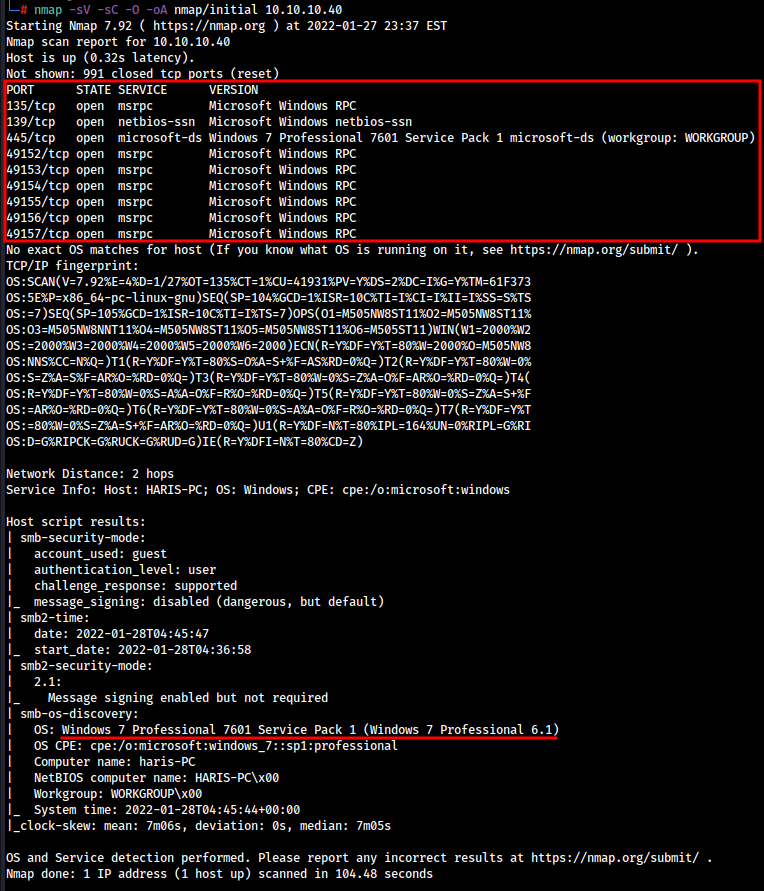 └─# nmap -sV -sC -O -oA nmap/initial 10.10.10.40
Starting Nmap 7.92 ( https://nmap.org ) at 2022-01-27 23:37 EST
Nmap scan report for 10.10.10.40
Host is up (0.32s latency).
Not shown: 991 closed tcp ports (reset)
PORT      STATE SERVICE      VERSION
135/tcp   open  msrpc        Microsoft Windows RPC
139/tcp   open  netbios-ssn  Microsoft Windows netbios-ssn
445/tcp   open  microsoft-ds Windows 7 Professional 7601 Service Pack 1 microsoft-ds (workgroup: WORKGROUP)
49152/tcp open  msrpc        Microsoft Windows RPC
49153/tcp open  msrpc        Microsoft Windows RPC
49154/tcp open  msrpc        Microsoft Windows RPC
49155/tcp open  msrpc        Microsoft Windows RPC
49156/tcp open  msrpc        Microsoft Windows RPC
49157/tcp open  msrpc        Microsoft Windows RPC
No exact OS matches for host (If you know what OS is running on it, see https://nmap.org/submit/ ).
TCP/IP fingerprint:
OS:SCAN(V=7.92%E=4%D=1/27%OT=135%CT=1%CU=41931%PV=Y%DS=2%DC=I%G=Y%TM=61F373
OS:5E%P=x86_64-pc-linux-gnu)SEQ(SP=104%GCD=1%ISR=10C%TI=I%CI=I%II=I%SS=S%TS
OS:=7)SEQ(SP=105%GCD=1%ISR=10C%TI=I%TS=7)OPS(O1=M505NW8ST11%O2=M505NW8ST11%
OS:O3=M505NW8NNT11%O4=M505NW8ST11%O5=M505NW8ST11%O6=M505ST11)WIN(W1=2000%W2
OS:=2000%W3=2000%W4=2000%W5=2000%W6=2000)ECN(R=Y%DF=Y%T=80%W=2000%O=M505NW8
OS:NNS%CC=N%Q=)T1(R=Y%DF=Y%T=80%S=O%A=S+%F=AS%RD=0%Q=)T2(R=Y%DF=Y%T=80%W=0%
OS:S=Z%A=S%F=AR%O=%RD=0%Q=)T3(R=Y%DF=Y%T=80%W=0%S=Z%A=O%F=AR%O=%RD=0%Q=)T4(
OS:R=Y%DF=Y%T=80%W=0%S=A%A=O%F=R%O=%RD=0%Q=)T5(R=Y%DF=Y%T=80%W=0%S=Z%A=S+%F
OS:=AR%O=%RD=0%Q=)T6(R=Y%DF=Y%T=80%W=0%S=A%A=O%F=R%O=%RD=0%Q=)T7(R=Y%DF=Y%T
OS:=80%W=0%S=Z%A=S+%F=AR%O=%RD=0%Q=)U1(R=Y%DF=N%T=80%IPL=164%UN=0%RIPL=G%RI
OS:D=G%RIPCK=G%RUCK=G%RUD=G)IE(R=Y%DFI=N%T=80%CD=Z)
Network Distance: 2 hops
Service Info: Host: HARIS-PC; OS: Windows; CPE: cpe:/o:microsoft:windows
Host script results:
| smb-security-mode:
|   account_used: guest
|   authentication_level: user
|   challenge_response: supported
|_  message_signing: disabled (dangerous, but default)
| smb2-time:
|   date: 2022-01-28T04:45:47
|_  start_date: 2022-01-28T04:36:58
| smb2-security-mode:
|   2.1:
|_    Message signing enabled but not required
| smb-os-discovery:
|   OS: Windows 7 Professional 7601 Service Pack 1 (Windows 7 Professional 6.1)
|   OS CPE: cpe:/o:microsoft:windows_7::sp1:professional
|   Computer name: haris-PC
|   NetBIOS computer name: HARIS-PC\x00
|   Workgroup: WORKGROUP\x00
|_  System time: 2022-01-28T04:45:44+00:00
|_clock-skew: mean: 7m06s, deviation: 0s, median: 7m05s
OS and Service detection performed. Please report any incorrect results at https://nmap.org/submit/ .
Nmap done: 1 IP address (1 host up) scanned in 104.48 seconds